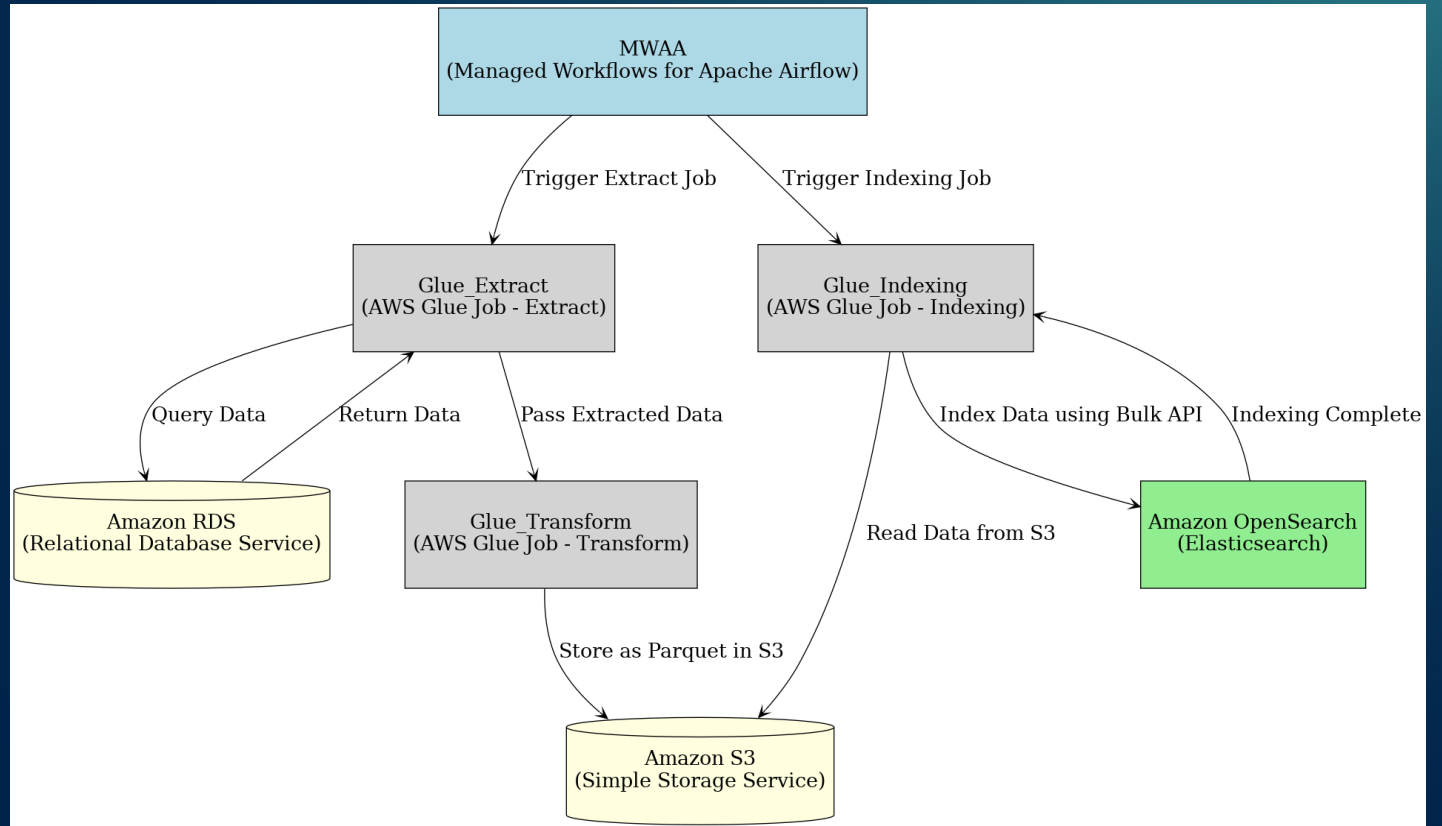 MWAA
(Managed Workflows for Apache Airflow)
Trigger Extract Job
Trigger Indexing Job
Glue_Extract
(AWS Glue Job - Extract)
Glue_Indexing
(AWS Glue Job - Indexing)
Query Data
Return Data
Pass Extracted Data
Index Data using Bulk API
Indexing Complete
Amazon RDS
(Relational Database Service)
Glue_Transform
(AWS Glue Job - Transform)
Read Data from S3
Amazon OpenSearch
(Elasticsearch)
Store as Parquet in S3
Amazon S3
(Simple Storage Service)